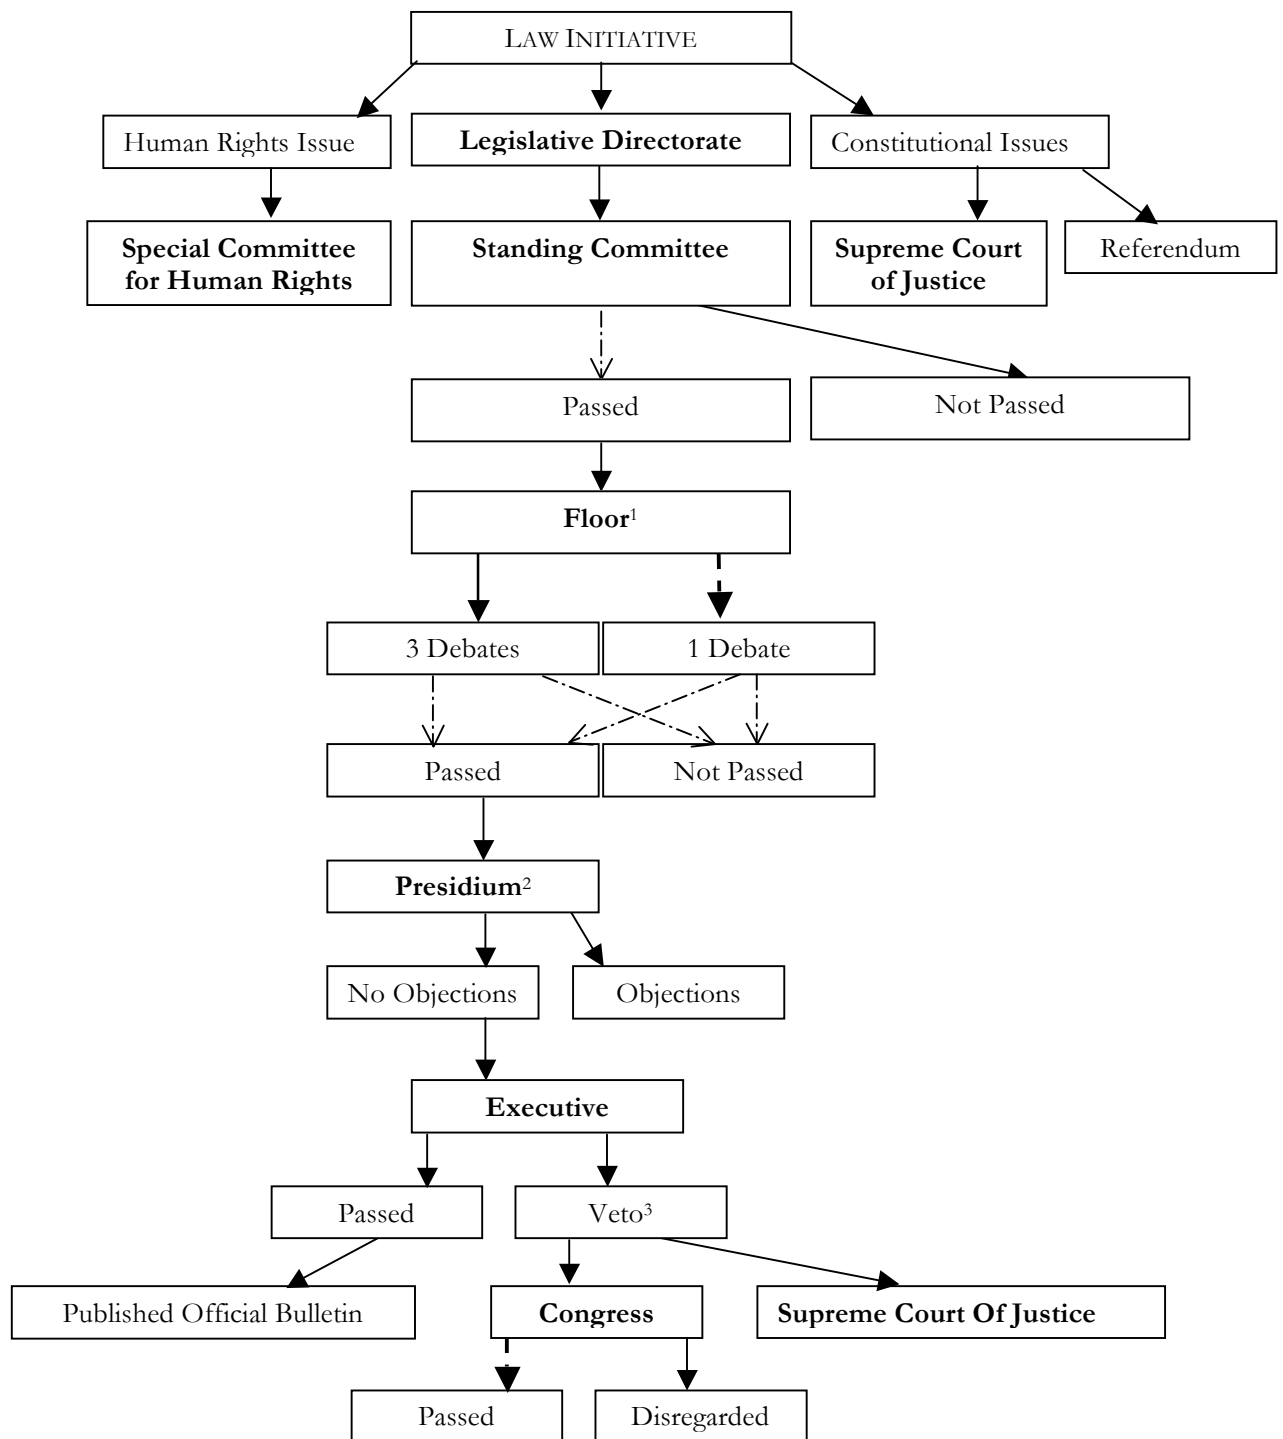 LAW INITIATIVE
Human Rights Issue
Legislative Directorate
Constitutional Issues
Special Committee
for Human Rights
Standing Committee
Supreme Court
of Justice
Referendum
Passed
Not Passed
Floor1
3 Debates
1 Debate
Passed
Not Passed
Presidium2
No Objections
Objections
Executive
Passed
Veto3
Published Official Bulletin
Congress
Supreme Court Of Justice
Passed
Disregarded